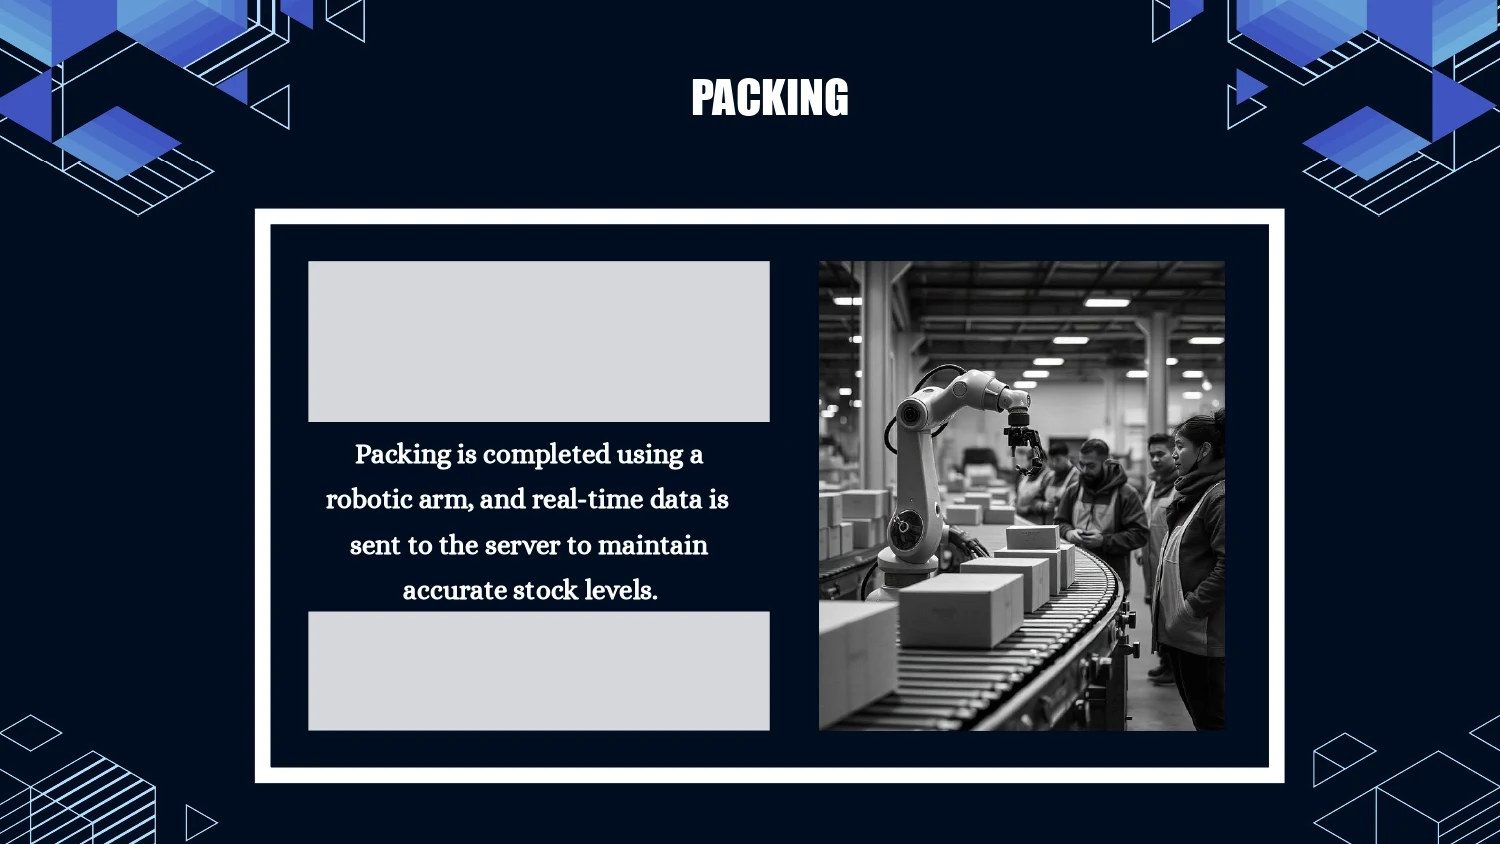 PACKING
Packing is completed using a
robotic arm, and real-time data is
sent to the server to maintain
accurate stock levels.